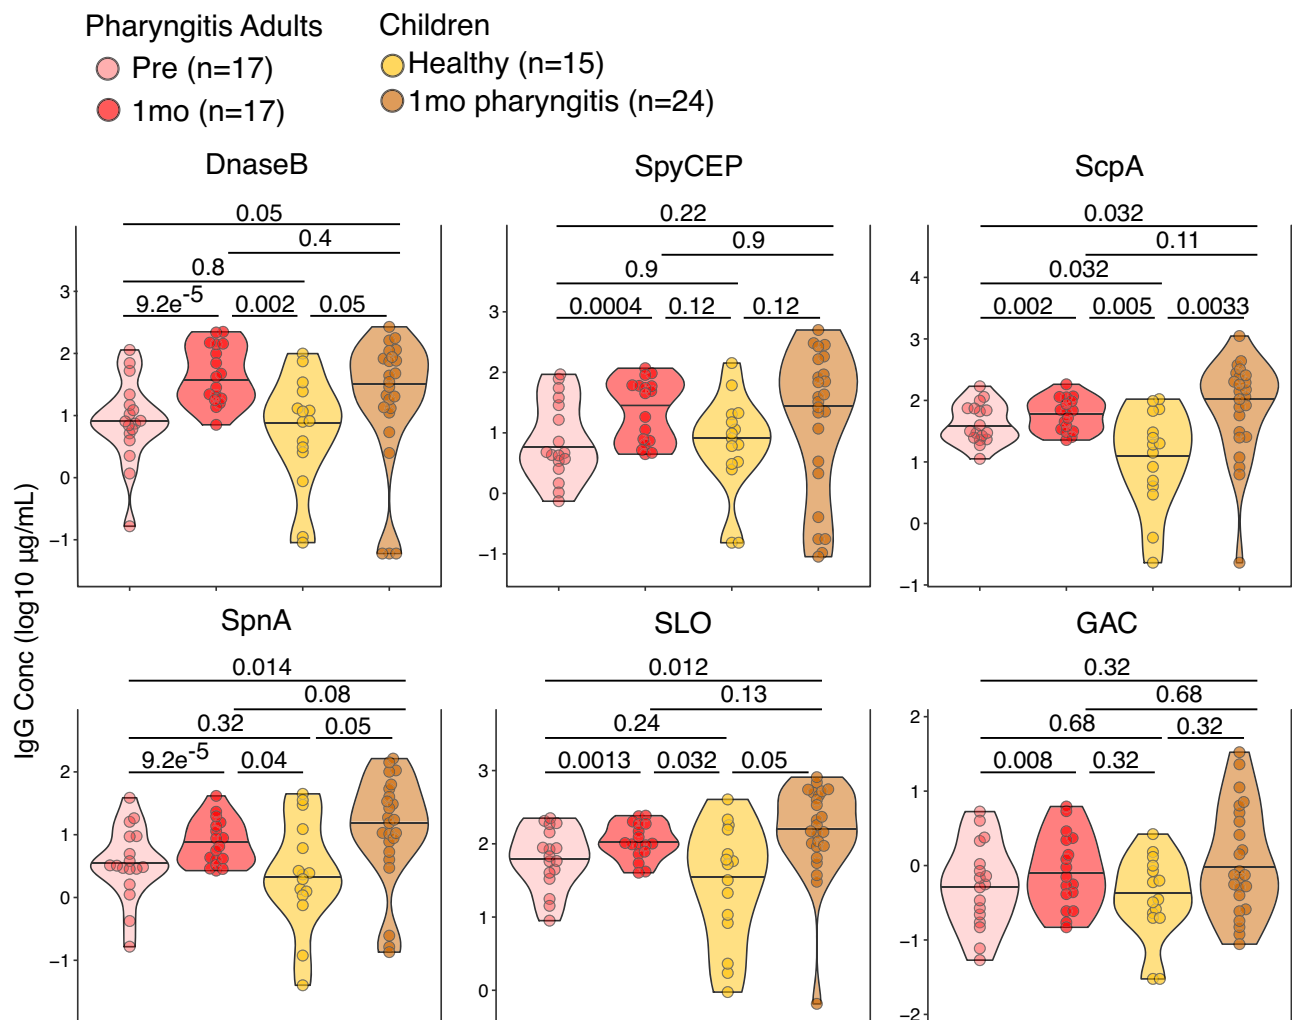 Pharyngitis Adults
Pre (n=17)
1mo (n=17)
Children
Healthy (n=15)
1mo pharyngitis (n=24)
IgG Conc (log10 µg/mL)
DnaseB
0.05
0.4
0.8
9.2e-5 0.002 0.05
3
2
1
0
−1
SpyCEP
0.22
0.9
0.9
0.0004 0.12 0.12
3
2
1
0
−1
ScpA
0.032
0.11
0.032
0.002 0.005 0.0033
4
3
2
1
0
−1
SpnA
0.014
0.08
0.32 0.05
9.2e-5 0.04
2
1
0
−1
SLO
0.012
0.13
0.24
0.0013 0.032 0.05
3
2
1
0
GAC
0.32
0.68
0.68 0.32
0.008 0.32
2
1
0
−1
−2